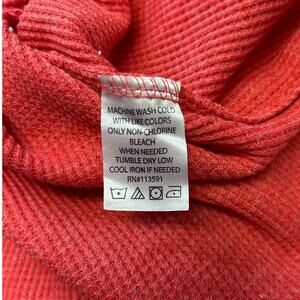 MACHINE WASH COLD
WITH LIKE COLORS
ONLY NON-CHLORINE
BLEACH
WHEN NEEDED
TUMBLE DRY LOW
COOL IRON IF NEEDED
RN#113591